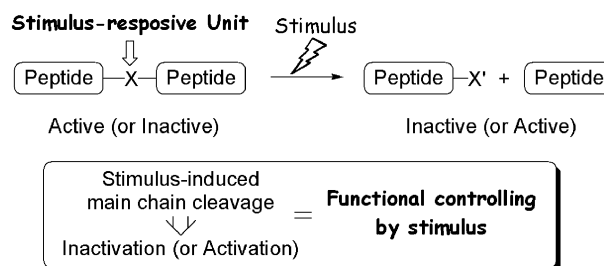 Stimulus-resposive Unit
Stimulus
Peptide X Peptide Peptide X' + Peptide
Active (or Inactive) Inactive (or Active)
Stimulus-induced
main chain cleavage
Inactivation (or Activation)
= Functional controlling
by stimulus